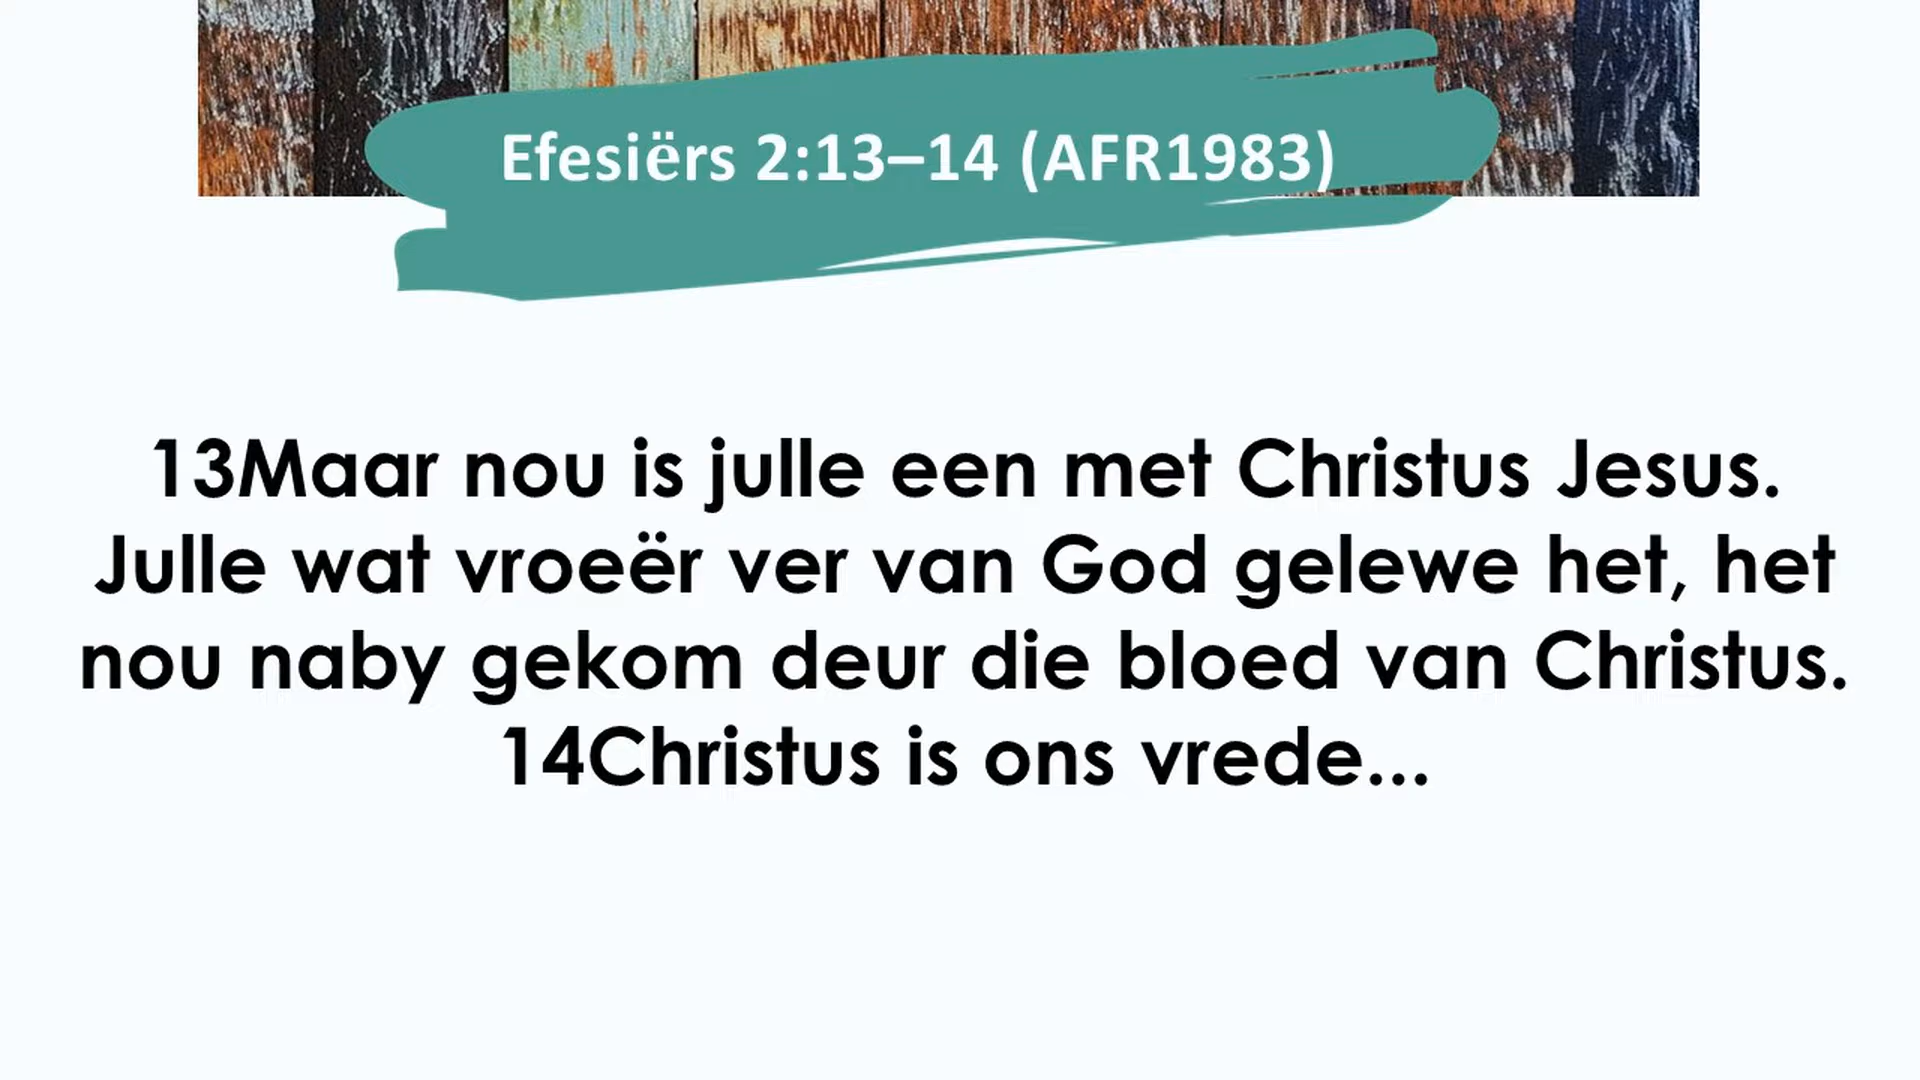 Efesiërs 2:13–14 (AFR1983)
13Maar nou is julle een met Christus Jesus.
Julle wat vroeër ver van God gelewe het, het
nou naby gekom deur die bloed van Christus.
14Christus is ons vrede...